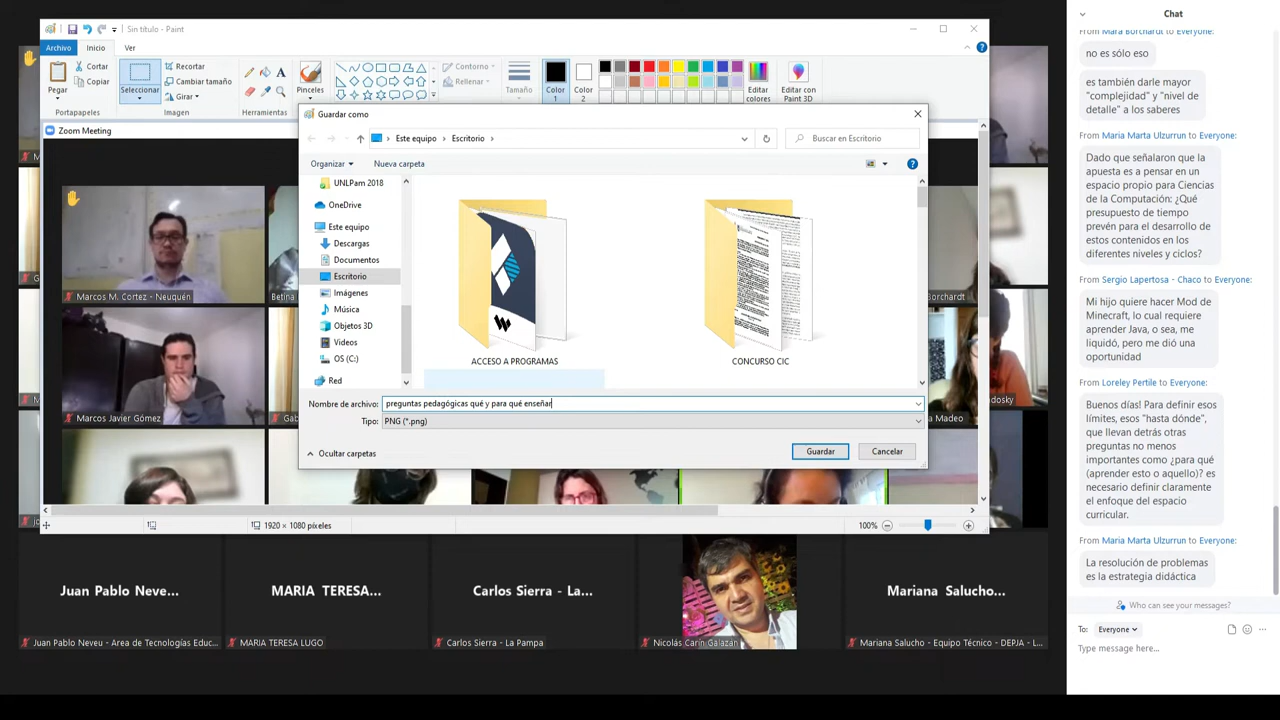 Sin título - Paint
Archivo
Inicio
Ver
Pegar
Cortar
Copiar
Portapapeles
Seleccionar
Recortar
Cambiar tamaño
Girar
Imagen
A
Herramientas
Pinceles
Contorno
Rellenar
Tamaño
Color
1
Color
2
Editar
colores
Editar con
Paint 3D
Zoom Meeting
Guardar como
Este equipo
Escritorio
Buscar en Escritorio
Organizar
Nueva carpeta
UNLPam 2018
OneDrive
Este equipo
Descargas
Documentos
Escritorio
Imágenes
Música
Objetos 3D
Videos
OS (C:)
Red
ACCESO A PROGRAMAS
CONCURSO CIC
Nombre de archivo:
preguntas pedagógicas qué y para qué enseñar
Tipo:
PNG (*.png)
Ocultar carpetas
Guardar
Cancelar
Marcos M. Cortez - Neuquén
Betina
Borchardt
Marcos Javier Gómez
Gab
Madeo
dosky
1920 × 1080 píxeles
100%
Juan Pablo Neve...
MARIA TERESA...
Carlos Sierra - La...
Mariana Salucho...
Juan Pablo Neveu - Area de Tecnologías Educ...
MARIA TERESA LUGO
Carlos Sierra - La Pampa
Nicolás Carin Galazan
Mariana Salucho - Equipo Técnico - DEPJA - L...
Chat
From Mara Borchardt to Everyone:
no es sólo eso
es también darle mayor
"complejidad" y "nivel de
detalle" a los saberes
From Maria Marta Ulzurrun to Everyone:
Dado que señalaron que la
apuesta es a pensar en un
espacio propio para Ciencias
de la Computación: ¿Qué
presupuesto de tiempo
prevén para el desarrollo de
estos contenidos en los
diferentes niveles y ciclos?
From Sergio Lapertosa - Chaco to Everyone:
Mi hijo quiere hacer Mod de
Minecraft, lo cual requiere
aprender Java, o sea, me
liquidó, pero me dió una
oportunidad
From Loreley Pertile to Everyone:
Buenos días! Para definir esos
límites, esos "hasta dónde",
que llevan detrás otras
preguntas no menos
importantes como ¿para qué
(aprender esto o aquello)? es
necesario definir claramente
el enfoque del espacio
curricular.
From Maria Marta Ulzurrun to Everyone:
La resolución de problemas
es la estrategia didáctica
Who can see your messages?
To:
Everyone
Type message here...